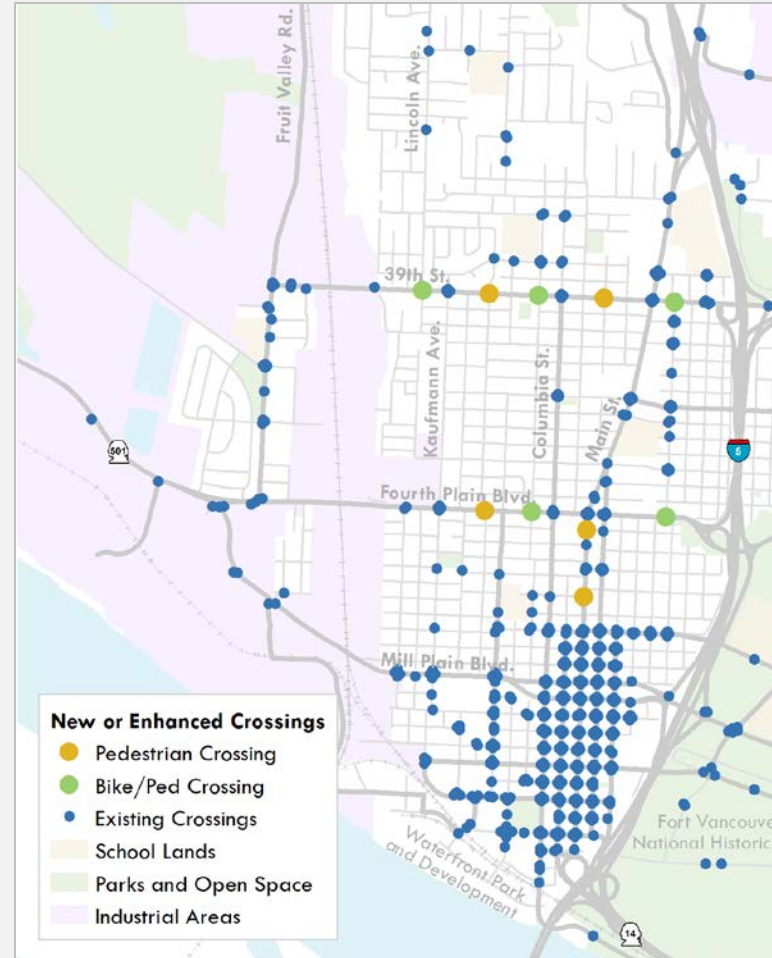 Fruit Valley Rd.
Lincoln Ave.
39th St.
Kaufmann Ave.
Columbia St.
Main St.
501
5
Fourth Plain Blvd.
Mill Plain Blvd.
New or Enhanced Crossings
Pedestrian Crossing
Bike/Ped Crossing
Existing Crossings
School Lands
Parks and Open Space
Industrial Areas
Waterfront Park
and Development
Fort Vancouve
National Historic
14